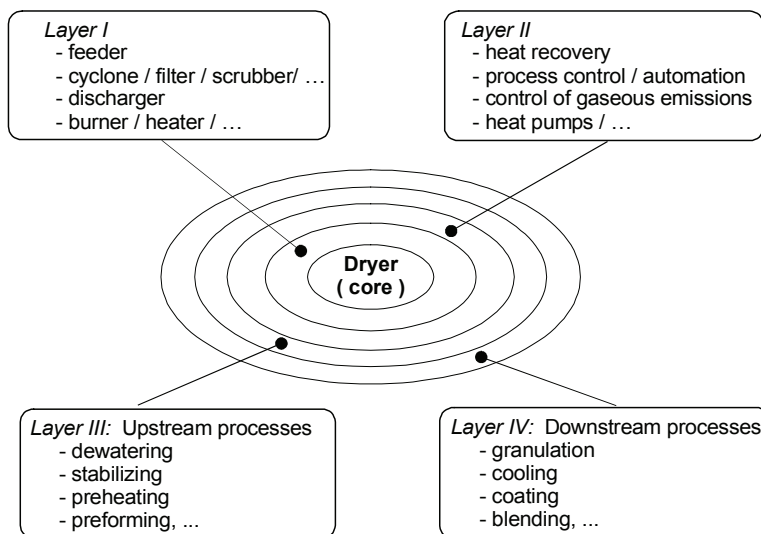 Layer I
- feeder
- cyclone / filter / scrubber/ …
- discharger
- burner / heater / …
Layer II
- heat recovery
- process control / automation
- control of gaseous emissions
- heat pumps / …
Dryer
( core )
Layer III: Upstream processes
- dewatering
- stabilizing
- preheating
- preforming, ...
Layer IV: Downstream processes
- granulation
- cooling
- coating
- blending, ...